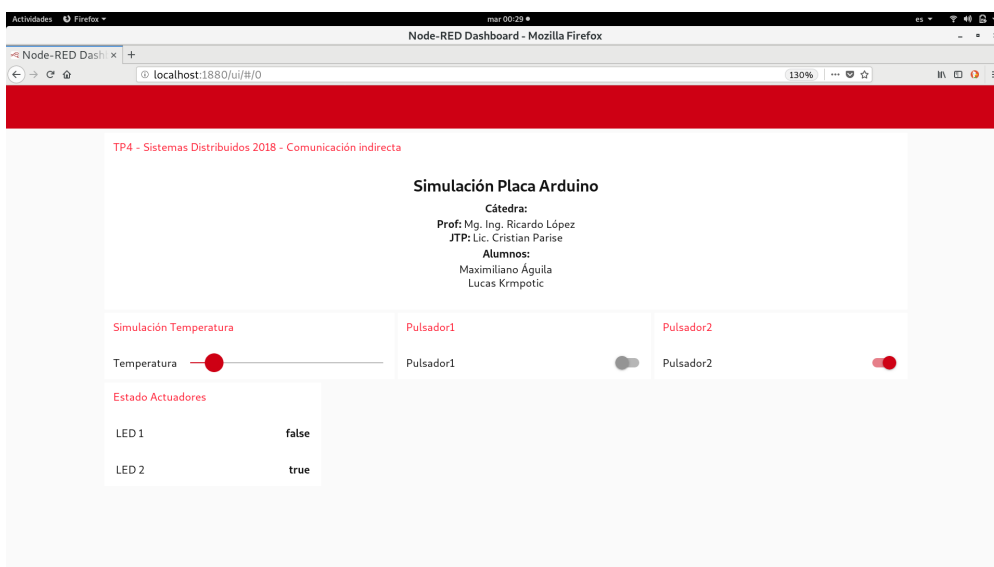 Actividades Firefox mar 00:29 es
Node-RED Dashboard - Mozilla Firefox
Node-RED Dash
localhost:1880/ui/#/0 130%
TP4 - Sistemas Distribuidos 2018 - Comunicación indirecta
Simulación Placa Arduino
Cátedra:
Prof: Mg. Ing. Ricardo López
JTP: Lic. Cristian Parise
Alumnos:
Maximiliano Águila
Lucas Krmpotic
Simulación Temperatura Pulsador1 Pulsador2
Temperatura Pulsador1 Pulsador2
Estado Actuadores
LED 1 false
LED 2 true